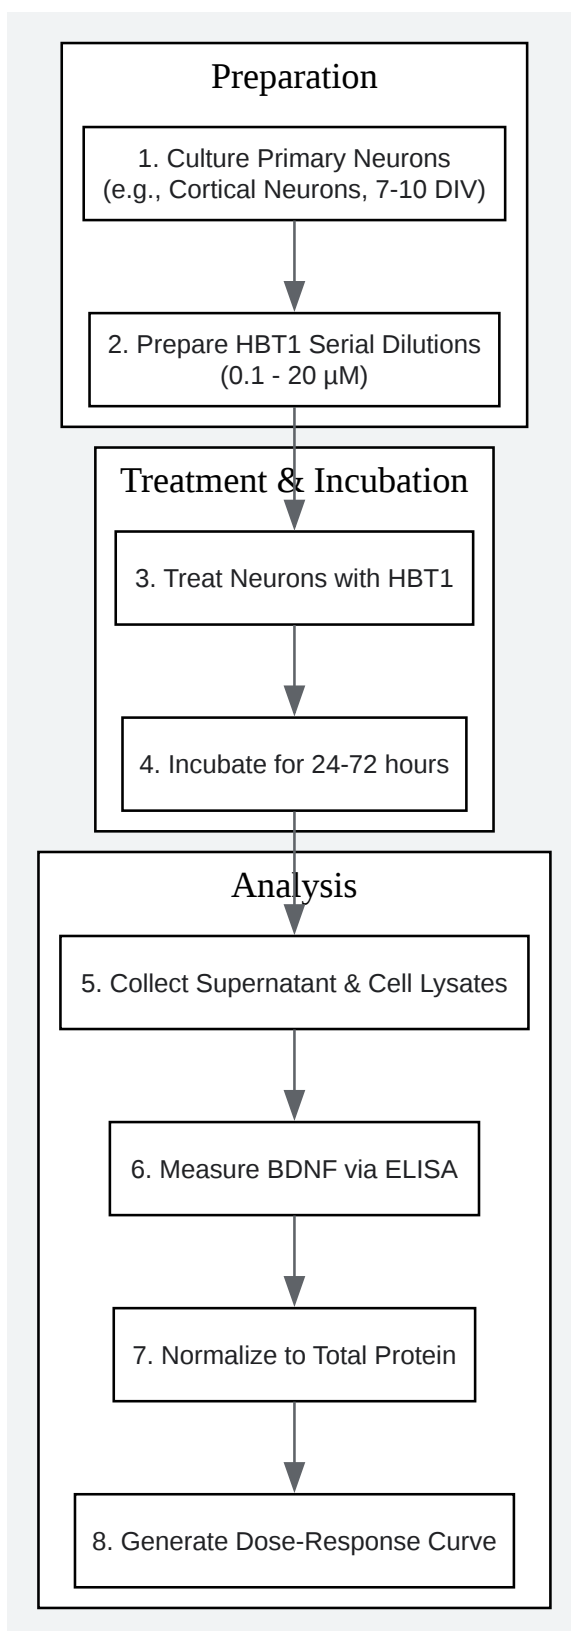 Preparation
1. Culture Primary Neurons
(e.g., Cortical Neurons, 7-10 DIV)
2. Prepare HBT1 Serial Dilutions
(0.1 - 20 µM)
Treatment & Incubation
3. Treat Neurons with HBT1
4. Incubate for 24-72 hours
Analysis
5. Collect Supernatant & Cell Lysates
6. Measure BDNF via ELISA
7. Normalize to Total Protein
8. Generate Dose-Response Curve